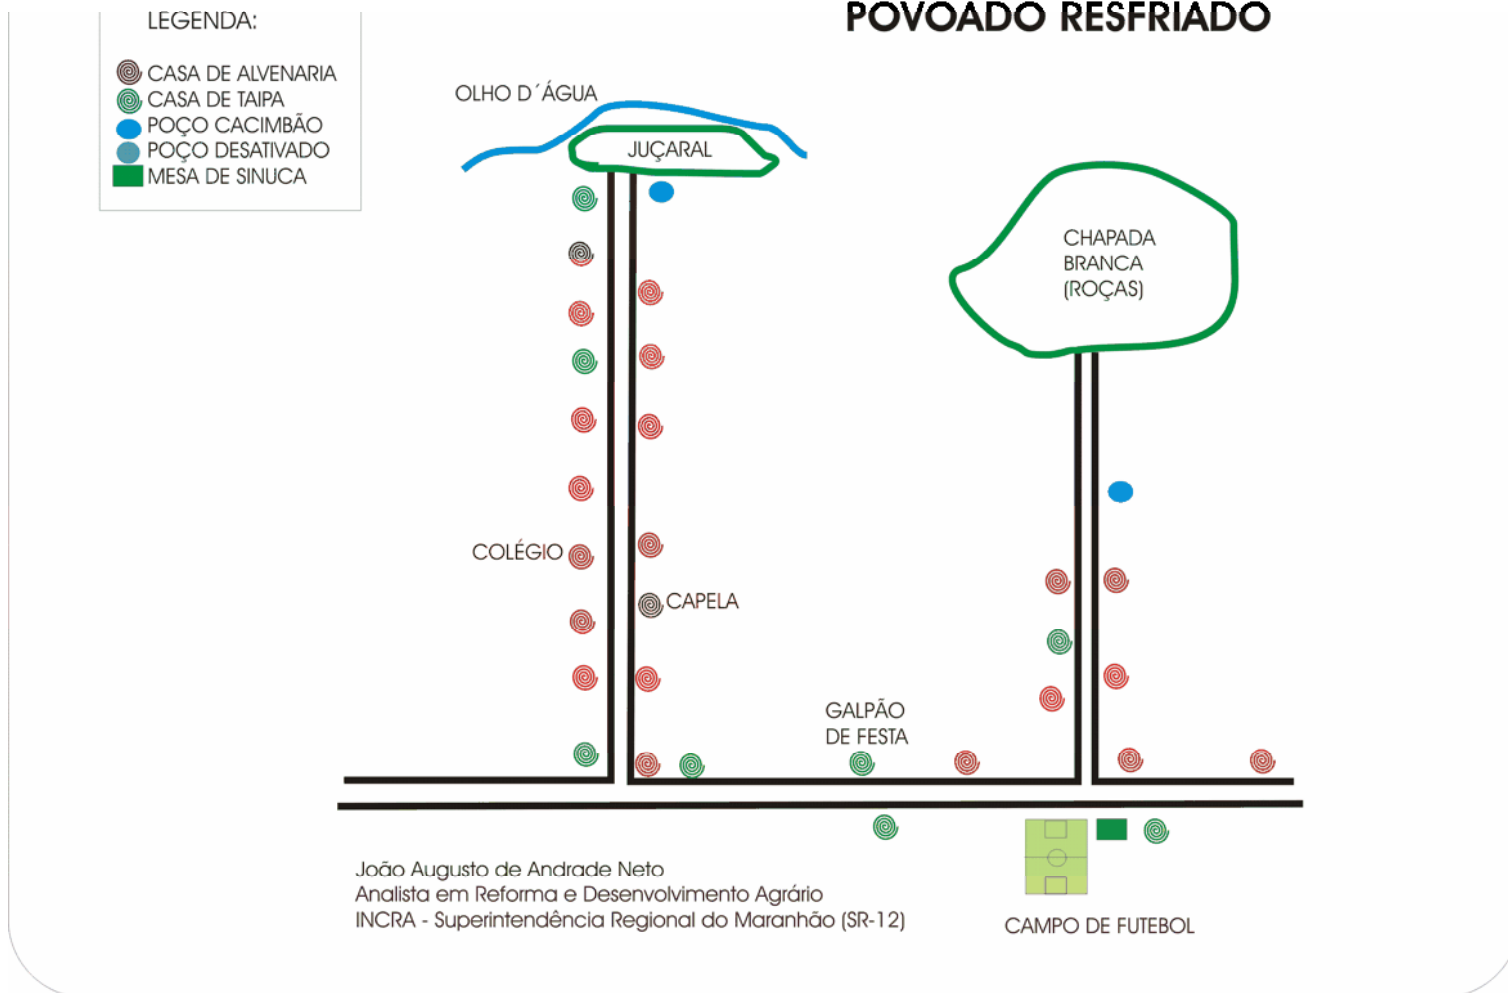 POVOADO RESFRIADO
LEGENDA:
CASA DE ALVENARIA
CASA DE TAIPA
POÇO CACIMBÃO
POÇO DESATIVADO
MESA DE SINUCA
OLHO D´ÁGUA
JUÇARAL
CHAPADA
BRANCA
(ROÇAS)
COLÉGIO
CAPELA
GALPÃO
DE FESTA
João Augusto de Andrade Neto
Analista em Reforma e Desenvolvimento Agrário
INCRA - Superintendência Regional do Maranhão (SR-12)
CAMPO DE FUTEBOL